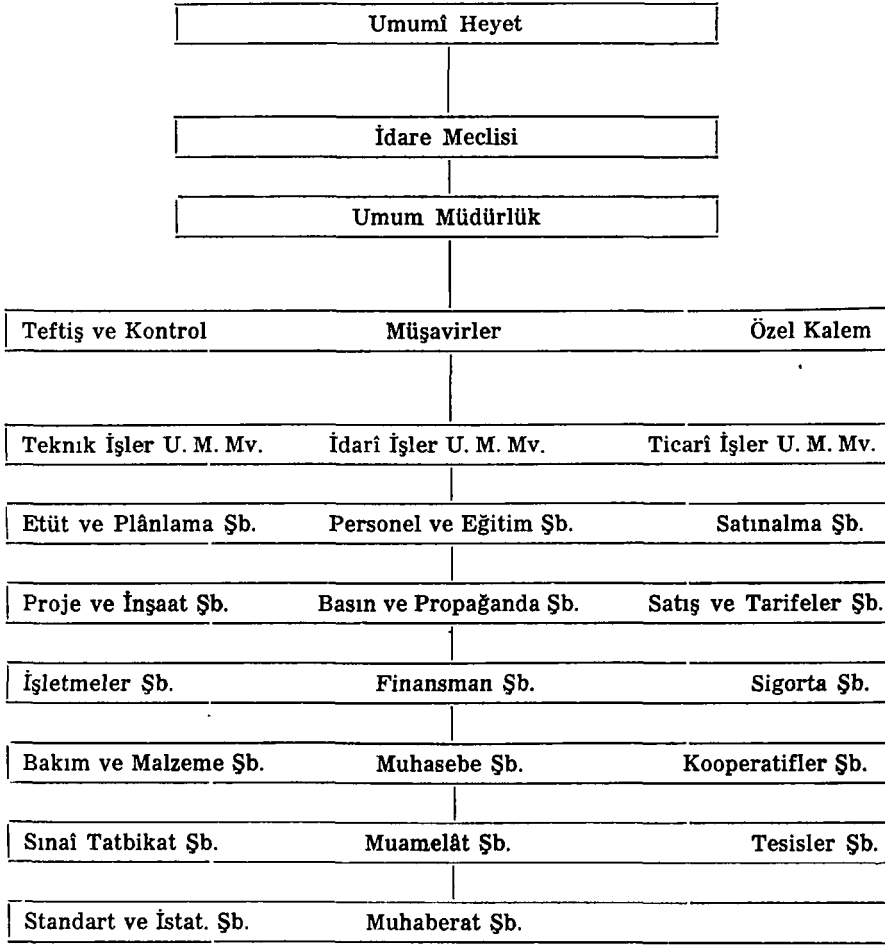 Umumî Heyet
İdare Meclisi
Umum Müdürlük
Teftiş ve Kontrol Müşavirler Özel Kalem
Teknık İşler U. M. Mv. İdarî İşler U. M. Mv. Ticarî İşler U. M. Mv.
Etüt ve Plânlama Şb. Personel ve Eğitim Şb. Satınalma Şb.
Proje ve İnşaat Şb. Basın ve Propağanda Şb. Satış ve Tarifeler Şb.
İşletmeler Şb. Finansman Şb. Sigorta Şb.
Bakım ve Malzeme Şb. Muhasebe Şb. Kooperatifler Şb.
Sınaî Tatbikat Şb. Muamelât Şb. Tesisler Şb.
Standart ve İstat. Şb. Muhaberat Şb.